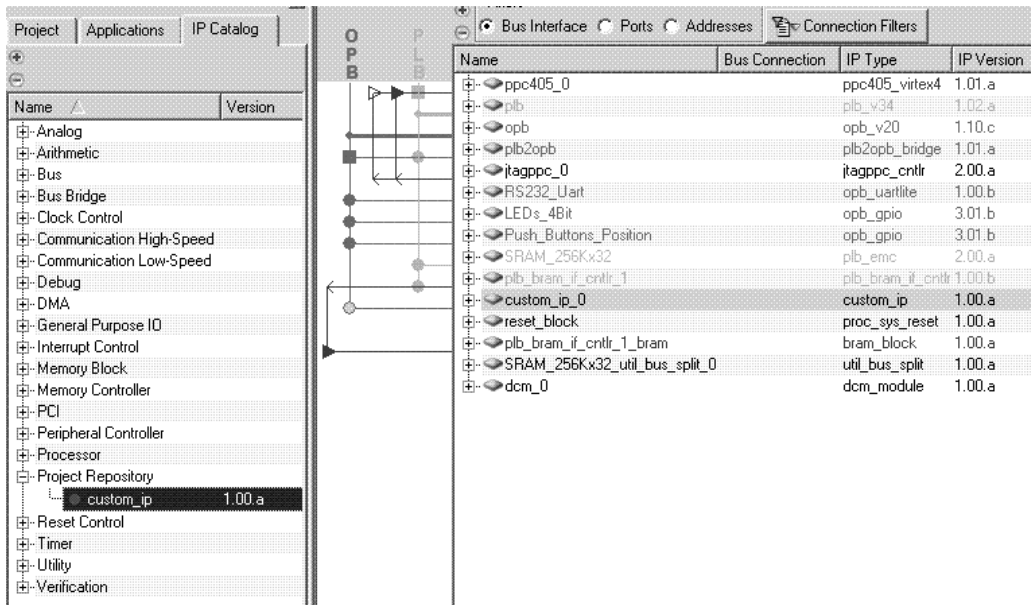 Project Applications IP Catalog
Name Version
Analog
Arithmetic
Bus
Bus Bridge
Clock Control
Communication High-Speed
Communication Low-Speed
Debug
DMA
General Purpose IO
Interrupt Control
Memory Block
Memory Controller
PCI
Peripheral Controller
Processor
Project Repository
custom_ip 1.00.a
Reset Control
Timer
Utility
Verification
OPB
PLB
Bus Interface Ports Addresses Connection Filters
Name Bus Connection IP Type IP Version
ppc405_0 ppc405_virtex4 1.01.a
plb plb_v34 1.02.a
opb opb_v20 1.10.c
plb2opb plb2opb_bridge 1.01.a
jtagppc_0 jtagppc_cntlr 2.00.a
RS232_Uart opb_uartlite 1.00.b
LEDs_4Bit opb_gpio 3.01.b
Push_Buttons_Position opb_gpio 3.01.b
SRAM_256Kx32 plb_emc 2.00.a
plb_bram_if_cntlr_1 plb_bram_if_cntlr 1.00.b
custom_ip_0 custom_ip 1.00.a
reset_block proc_sys_reset 1.00.a
plb_bram_if_cntlr_1_bram bram_block 1.00.a
SRAM_256Kx32_util_bus_split_0 util_bus_split 1.00.a
dcm_0 dcm_module 1.00.a